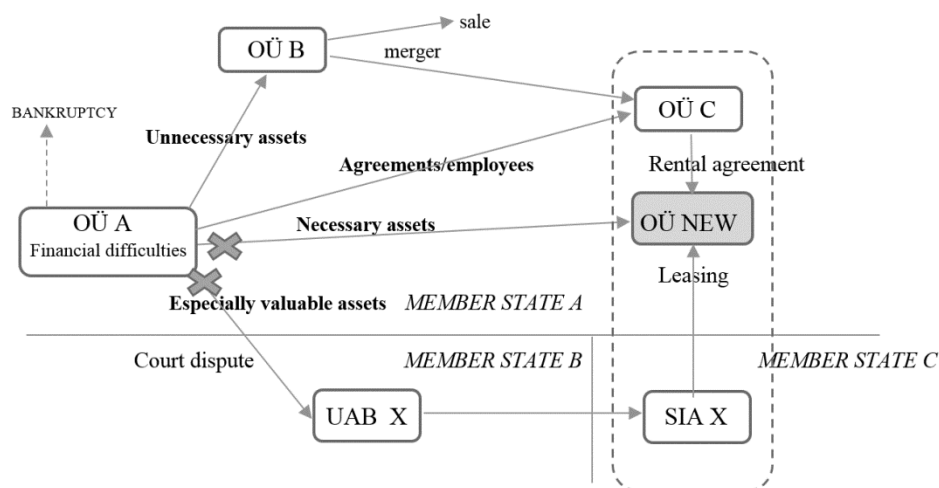 sale
OÜ B
merger
BANKRUPTCY
OÜ C
Unnecessary assets
Agreements/employees
Rental agreement
OÜ A
Financial difficulties
Necessary assets
OÜ NEW
Leasing
Especially valuable assets
MEMBER STATE A
Court dispute
MEMBER STATE B
MEMBER STATE C
UAB X
SIA X